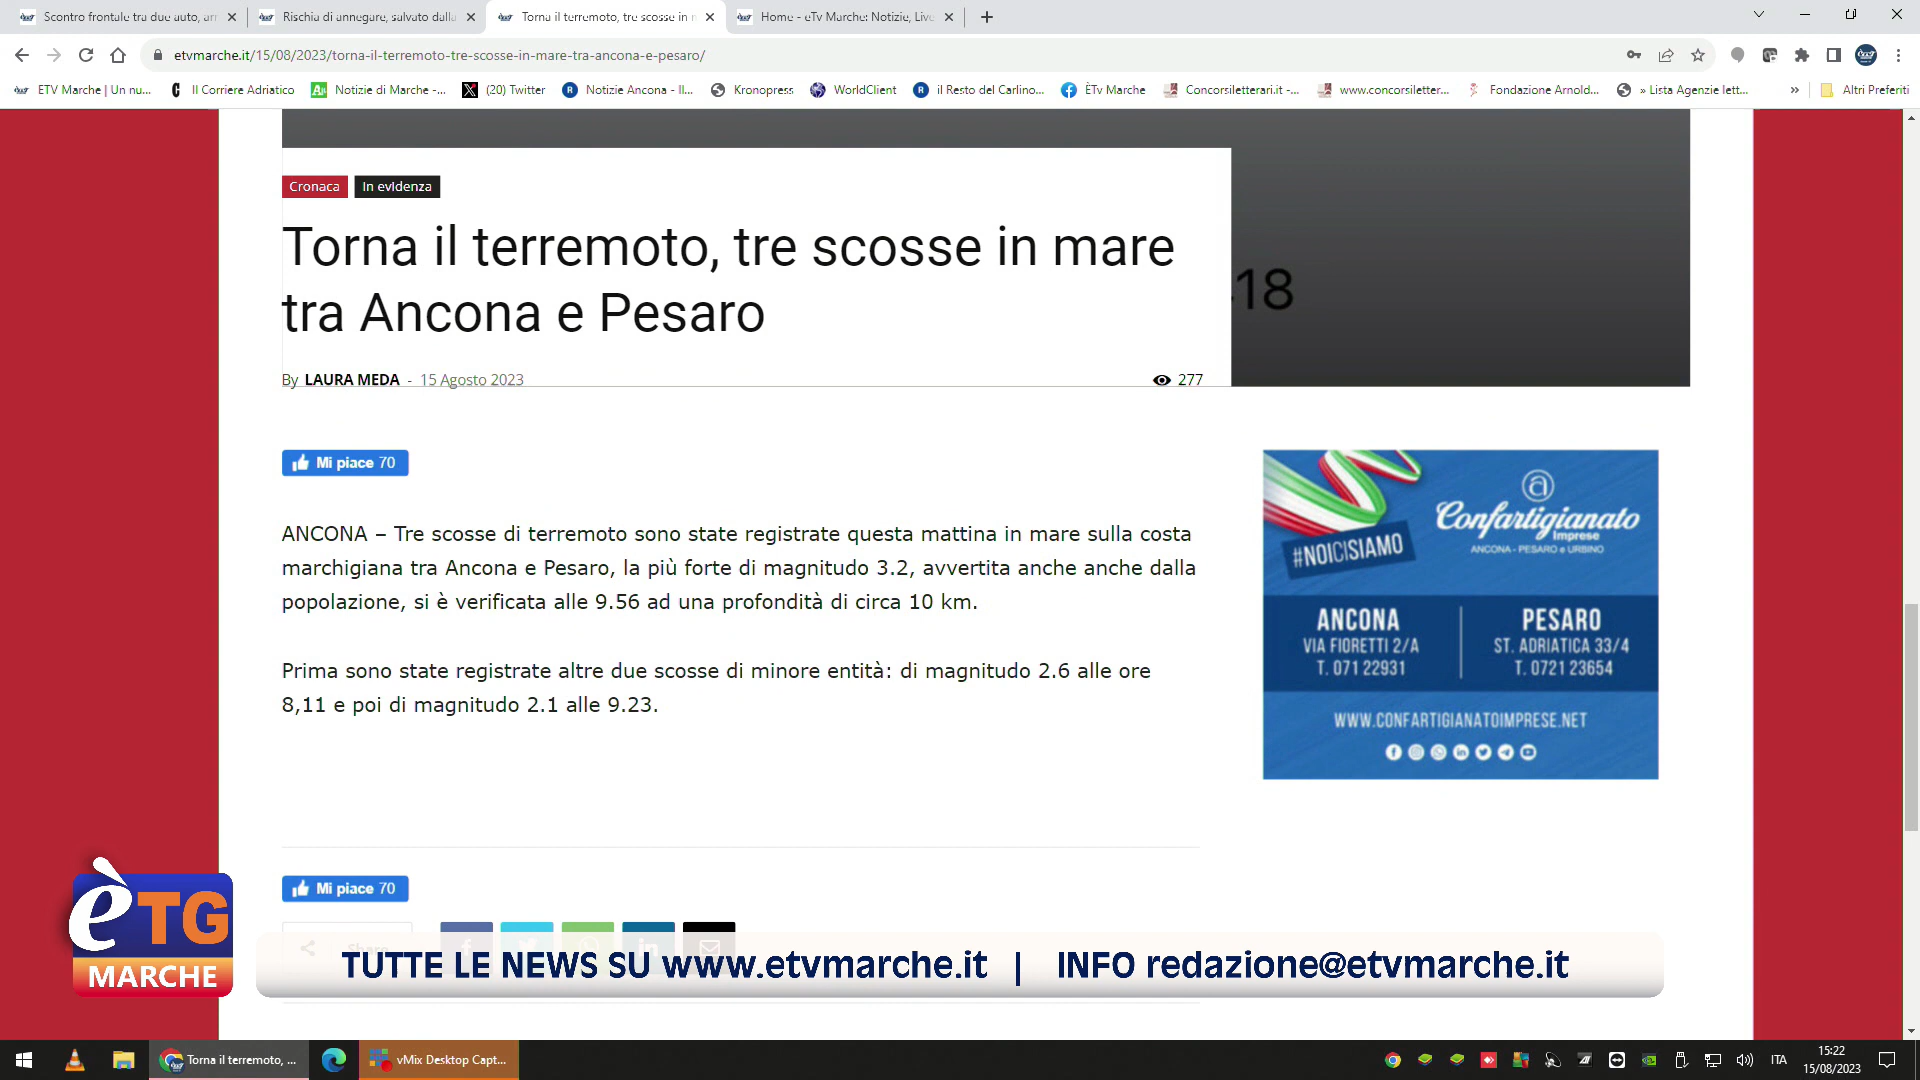 Scontro frontale tra due auto, arr
Rischia di annegare, salvato dalla
Torna il terremoto, tre scosse in m
Home - eTv Marche: Notizie, Live
etvmarche.it/15/08/2023/torna-il-terremoto-tre-scosse-in-mare-tra-ancona-e-pesaro/
ETV Marche | Un nu...
Il Corriere Adriatico
Notizie di Marche -...
(20) Twitter
Notizie Ancona - Il...
Kronopress
WorldClient
il Resto del Carlino...
ÈTv Marche
Concorsiletterari.it -...
www.concorsiletter...
Fondazione Arnold...
» Lista Agenzie lett...
»
Altri Preferiti
Cronaca
In evidenza
Torna il terremoto, tre scosse in mare
tra Ancona e Pesaro
18
By LAURA MEDA - 15 Agosto 2023
277
Mi piace 70
ANCONA – Tre scosse di terremoto sono state registrate questa mattina in mare sulla costa
marchigiana tra Ancona e Pesaro, la più forte di magnitudo 3.2, avvertita anche anche dalla
popolazione, si è verificata alle 9.56 ad una profondità di circa 10 km.
Prima sono state registrate altre due scosse di minore entità: di magnitudo 2.6 alle ore
8,11 e poi di magnitudo 2.1 alle 9.23.
#NOICISIAMO
Confartigianato
Imprese
ANCONA - PESARO e URBINO
ANCONA
VIA FIORETTI 2/A
T. 071 22931
PESARO
ST. ADRIATICA 33/4
T. 0721 23654
WWW.CONFARTIGIANATOIMPRESE.NET
Mi piace 70
Share
èTG
MARCHE
TUTTE LE NEWS SU www.etvmarche.it | INFO redazione@etvmarche.it
Torna il terremoto, ...
vMix Desktop Capt...
ITA
15:22
15/08/2023